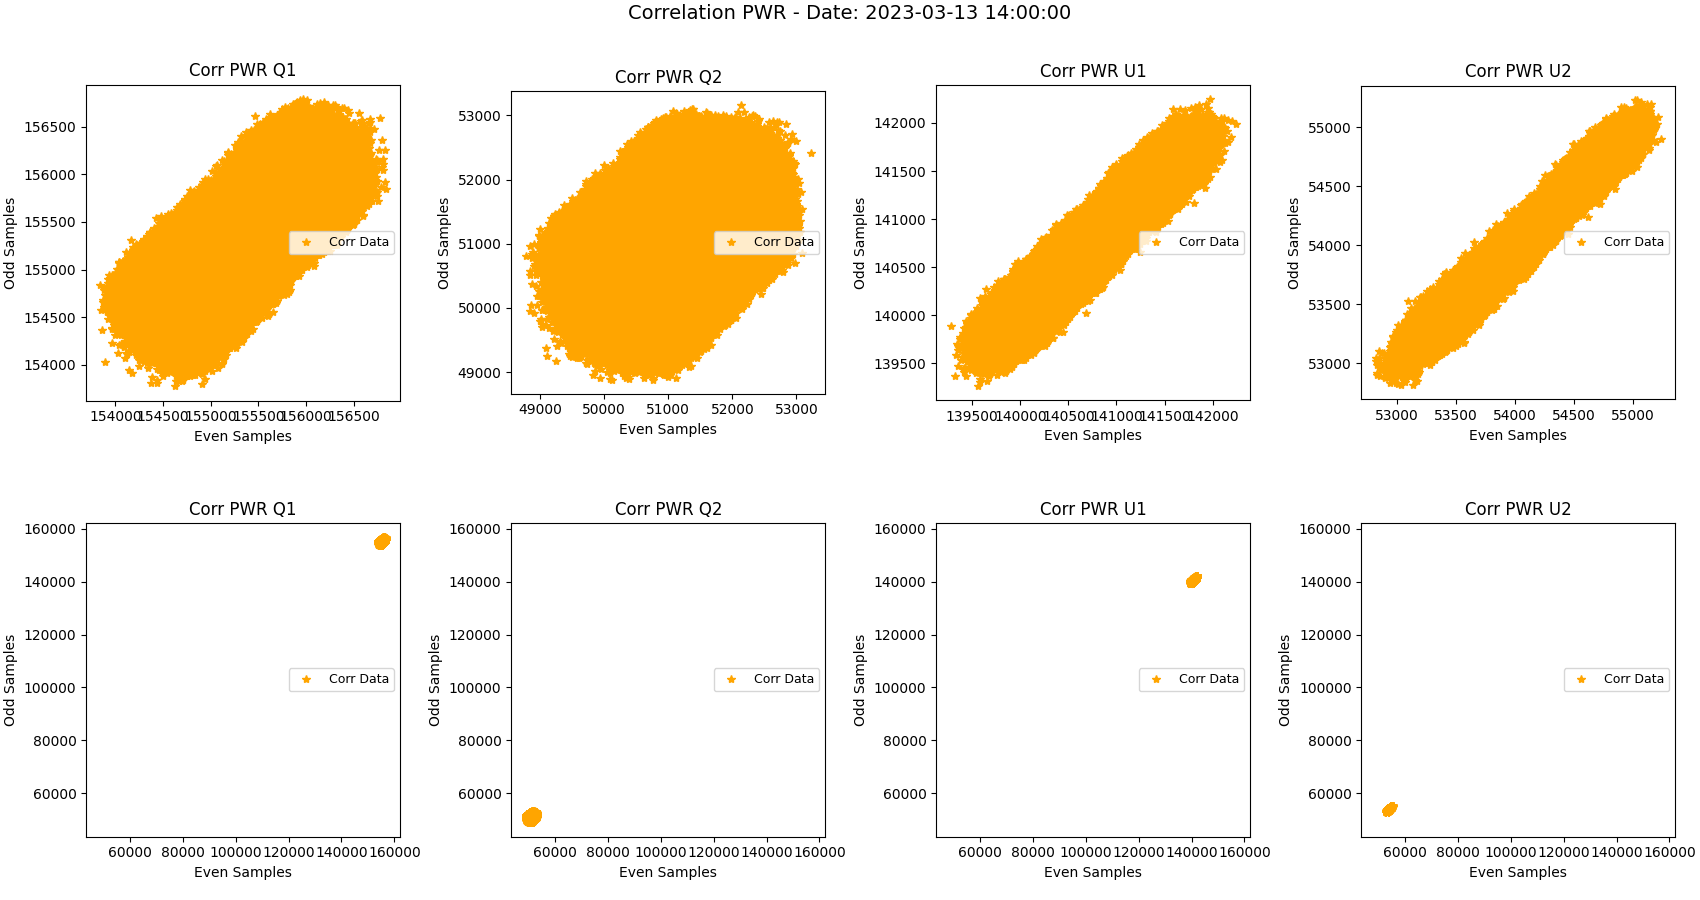 Correlation PWR - Date: 2023-03-13 14:00:00
Corr PWR Q1
Odd Samples
156500
156000
155500
155000
154500
154000
Corr Data
154000 154500 155000 155500 156000 156500
Even Samples
Corr PWR Q2
Odd Samples
53000
52000
51000
50000
49000
Corr Data
49000 50000 51000 52000 53000
Even Samples
Corr PWR U1
Odd Samples
142000
141500
141000
140500
140000
139500
Corr Data
139500 140000 140500 141000 141500 142000
Even Samples
Corr PWR U2
Odd Samples
55000
54500
54000
53500
53000
Corr Data
53000 53500 54000 54500 55000
Even Samples
Corr PWR Q1
Odd Samples
160000
140000
120000
100000
80000
60000
Corr Data
60000 80000 100000 120000 140000 160000
Even Samples
Corr PWR Q2
Odd Samples
160000
140000
120000
100000
80000
60000
Corr Data
60000 80000 100000 120000 140000 160000
Even Samples
Corr PWR U1
Odd Samples
160000
140000
120000
100000
80000
60000
Corr Data
60000 80000 100000 120000 140000 160000
Even Samples
Corr PWR U2
Odd Samples
160000
140000
120000
100000
80000
60000
Corr Data
60000 80000 100000 120000 140000 160000
Even Samples